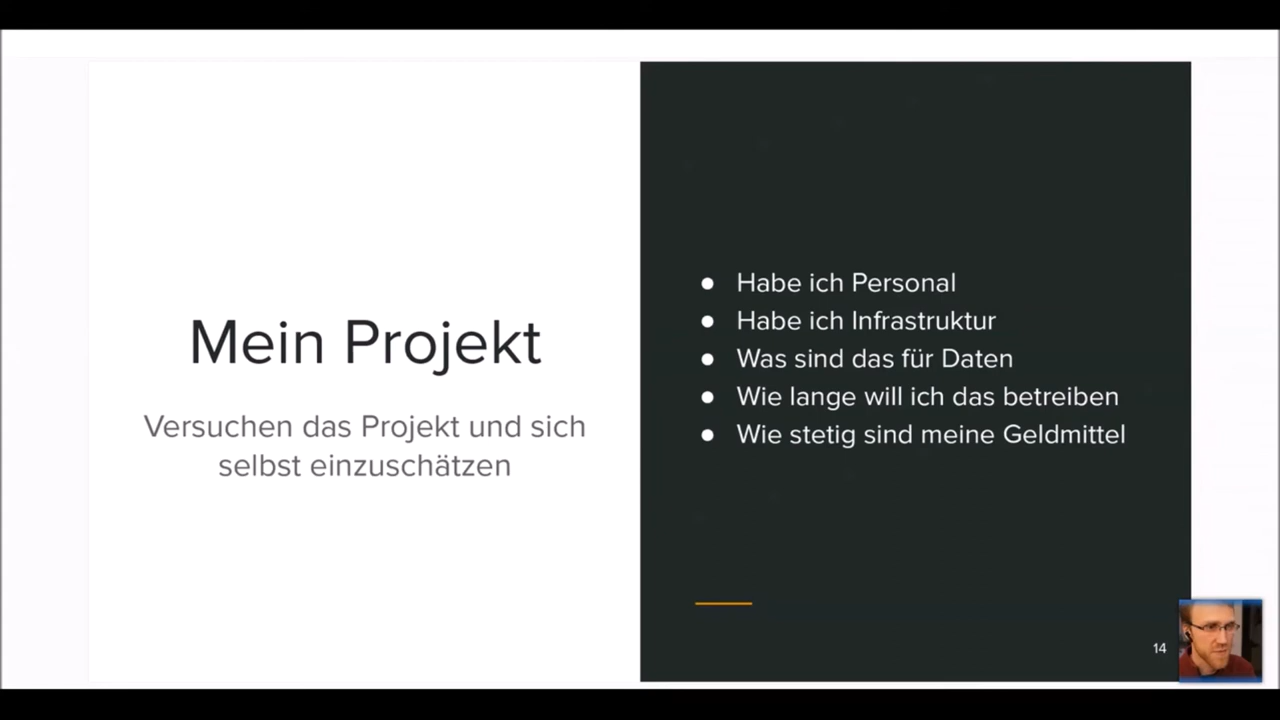 Mein Projekt
Versuchen das Projekt und sich
selbst einzuschätzen
● Habe ich Personal
● Habe ich Infrastruktur
● Was sind das für Daten
● Wie lange will ich das betreiben
● Wie stetig sind meine Geldmittel
14